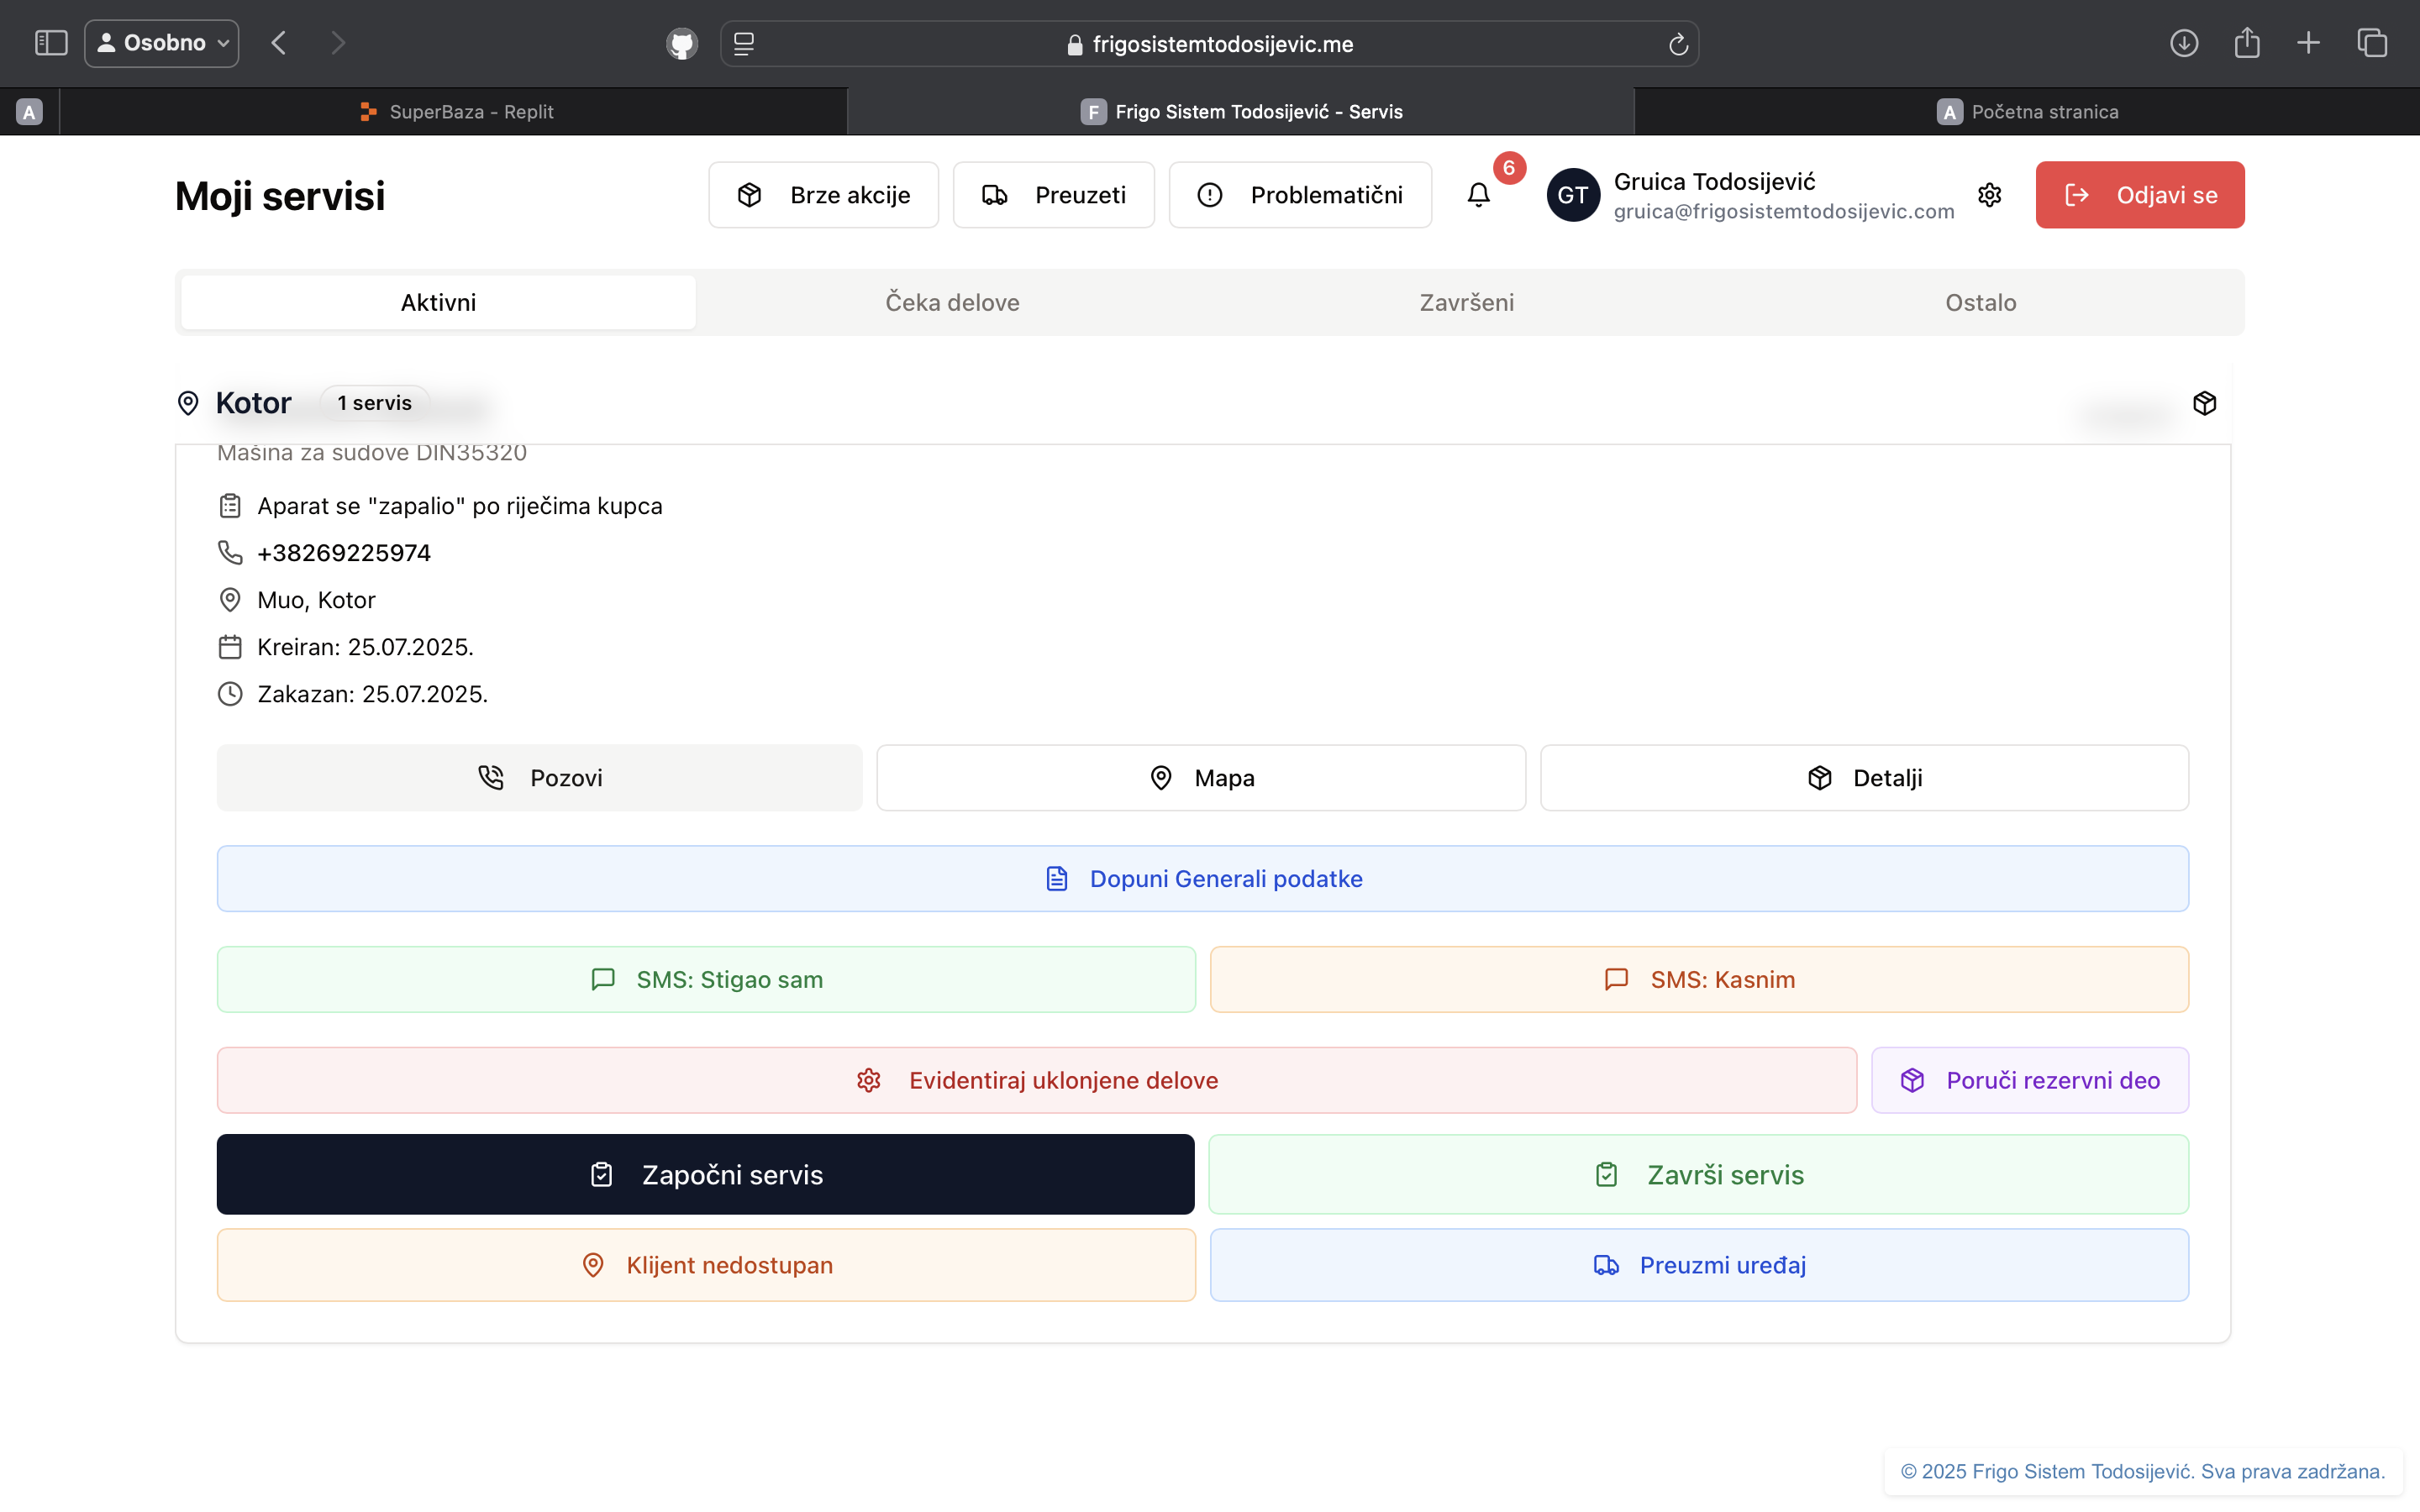 Osobno
frigosistemtodosijevic.me
A
SuperBaza - Replit
F Frigo Sistem Todosijević - Servis
A Početna stranica
Moji servisi
Brze akcije
Preuzeti
Problematični
6
GT
Gruica Todosijević
gruica@frigosistemtodosijevic.com
Odjavi se
Aktivni
Čeka delove
Završeni
Ostalo
Kotor
1 servis
Mašina za sudove DIN35320
Aparat se "zapalio" po riječima kupca
+38269225974
Muo, Kotor
Kreiran: 25.07.2025.
Zakazan: 25.07.2025.
Pozovi
Mapa
Detalji
Dopuni Generali podatke
SMS: Stigao sam
SMS: Kasnim
Evidentiraj uklonjene delove
Poruči rezervni deo
Započni servis
Završi servis
Klijent nedostupan
Preuzmi uređaj
© 2025 Frigo Sistem Todosijević. Sva prava zadržana.